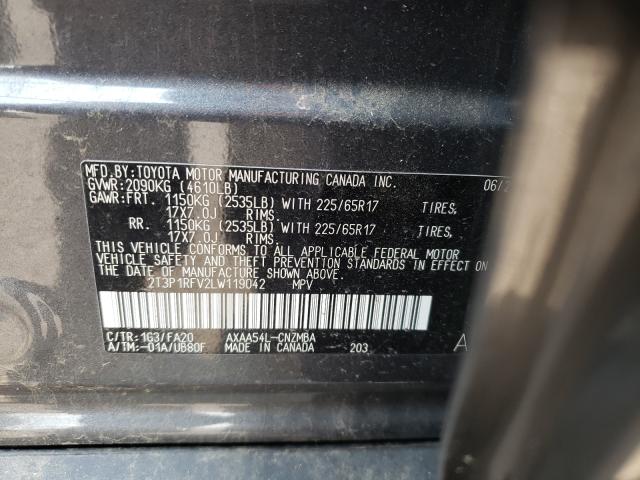 MFD.BY:TOYOTA MOTOR MANUFACTURING CANADA INC. 06/2
GVWR:2090KG (4610LB)
GAWR:FRT. 1150KG (2535LB) WITH 225/65R17 TIRES,
17X7.0J RIMS.
RR. 1150KG (2535LB) WITH 225/65R17 TIRES,
17X7.0J RIMS.
THIS VEHICLE CONFORMS TO ALL APPLICABLE FEDERAL MOTOR
VEHICLE SAFETY AND THEFT PREVENTION STANDARDS IN EFFECT ON
THE DATE OF MANUFACTURE SHOWN ABOVE.
2T3P1RFV2LW119042 MPV
C/TR:1G3/FA20 AXAA54L-CNZMBA A
A/TM:-01A/UB80F MADE IN CANADA 203